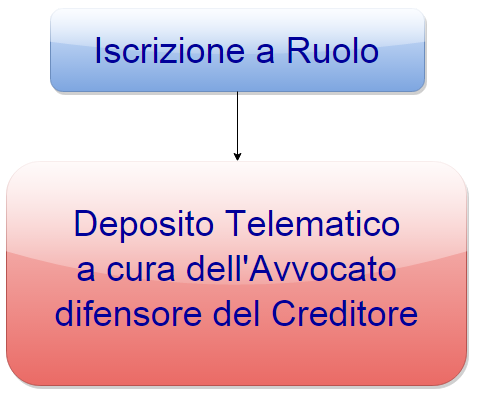 Iscrizione a Ruolo
Deposito Telematico
a cura dell'Avvocato
difensore del Creditore